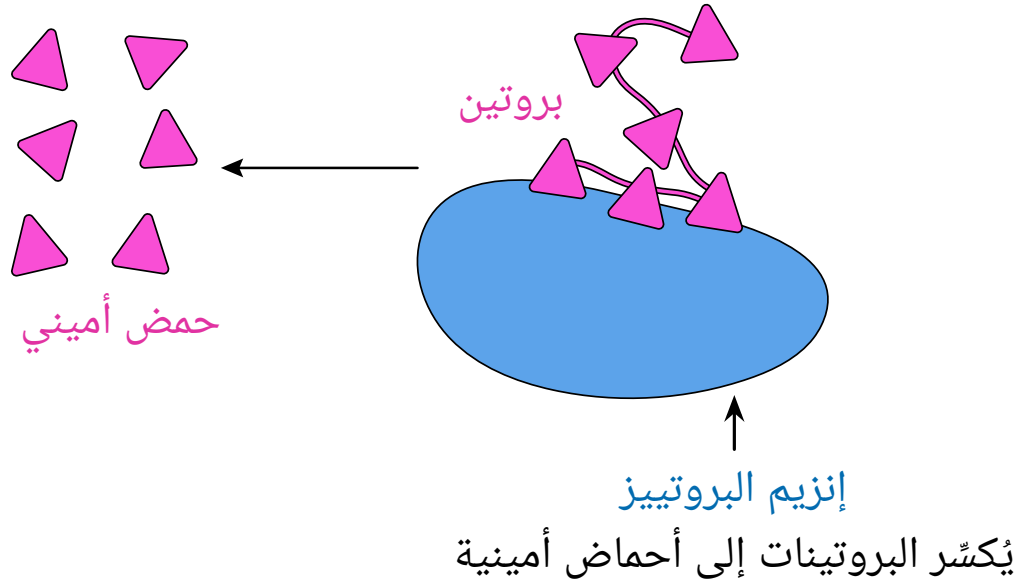 بروتين
حمض أميني
إنزيم البروتييز
يُكسِّر البروتينات إلى أحماض أمينية